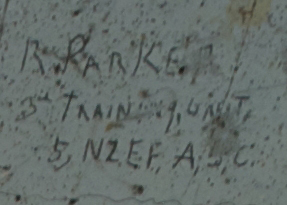 R. PARKER
3rd TRAINING, UNIT,
5, NZEF, A, S, C.